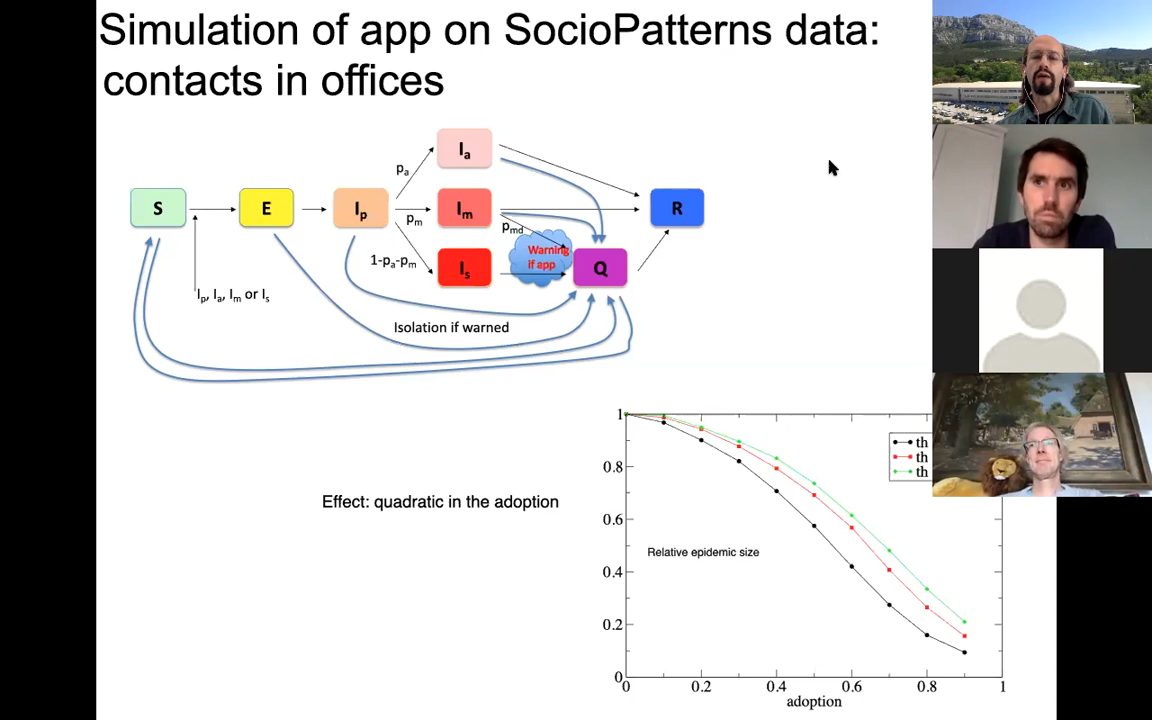 Simulation of app on SocioPatterns data:
contacts in offices
Ia
pa
S
E
Ip
Im
R
pm
pmd
Warning
if app
1-pa-pm
Is
Q
Ip, Ia, Im or Is
Isolation if warned
Effect: quadratic in the adoption
1
0.8
0.6
0.4
0.2
0
th
th
th
Relative epidemic size
0
0.2
0.4
0.6
0.8
1
adoption